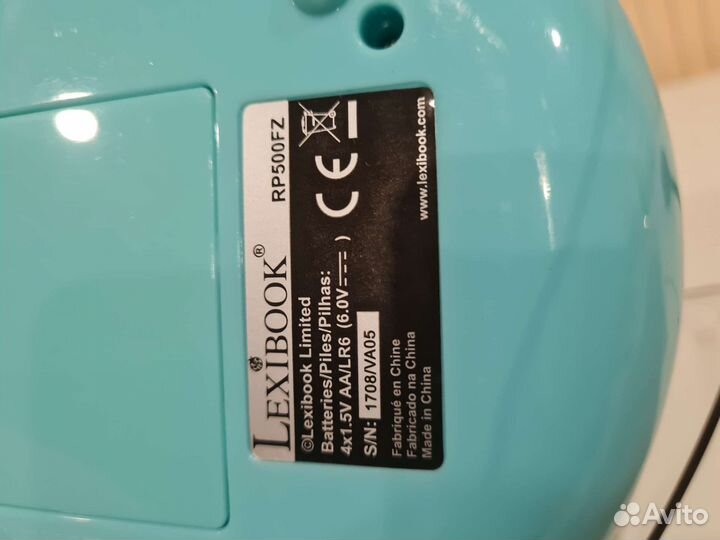 LEXIBOOK® RP500FZ
©Lexibook Limited
Batteries/Piles/Pilhas:
4x1.5V AA/LR6 (6.0V )
S/N: 1708/VA05
CE
Fabriqué en Chine
Fabricado na China
Made in China
www.lexibook.com
Avito